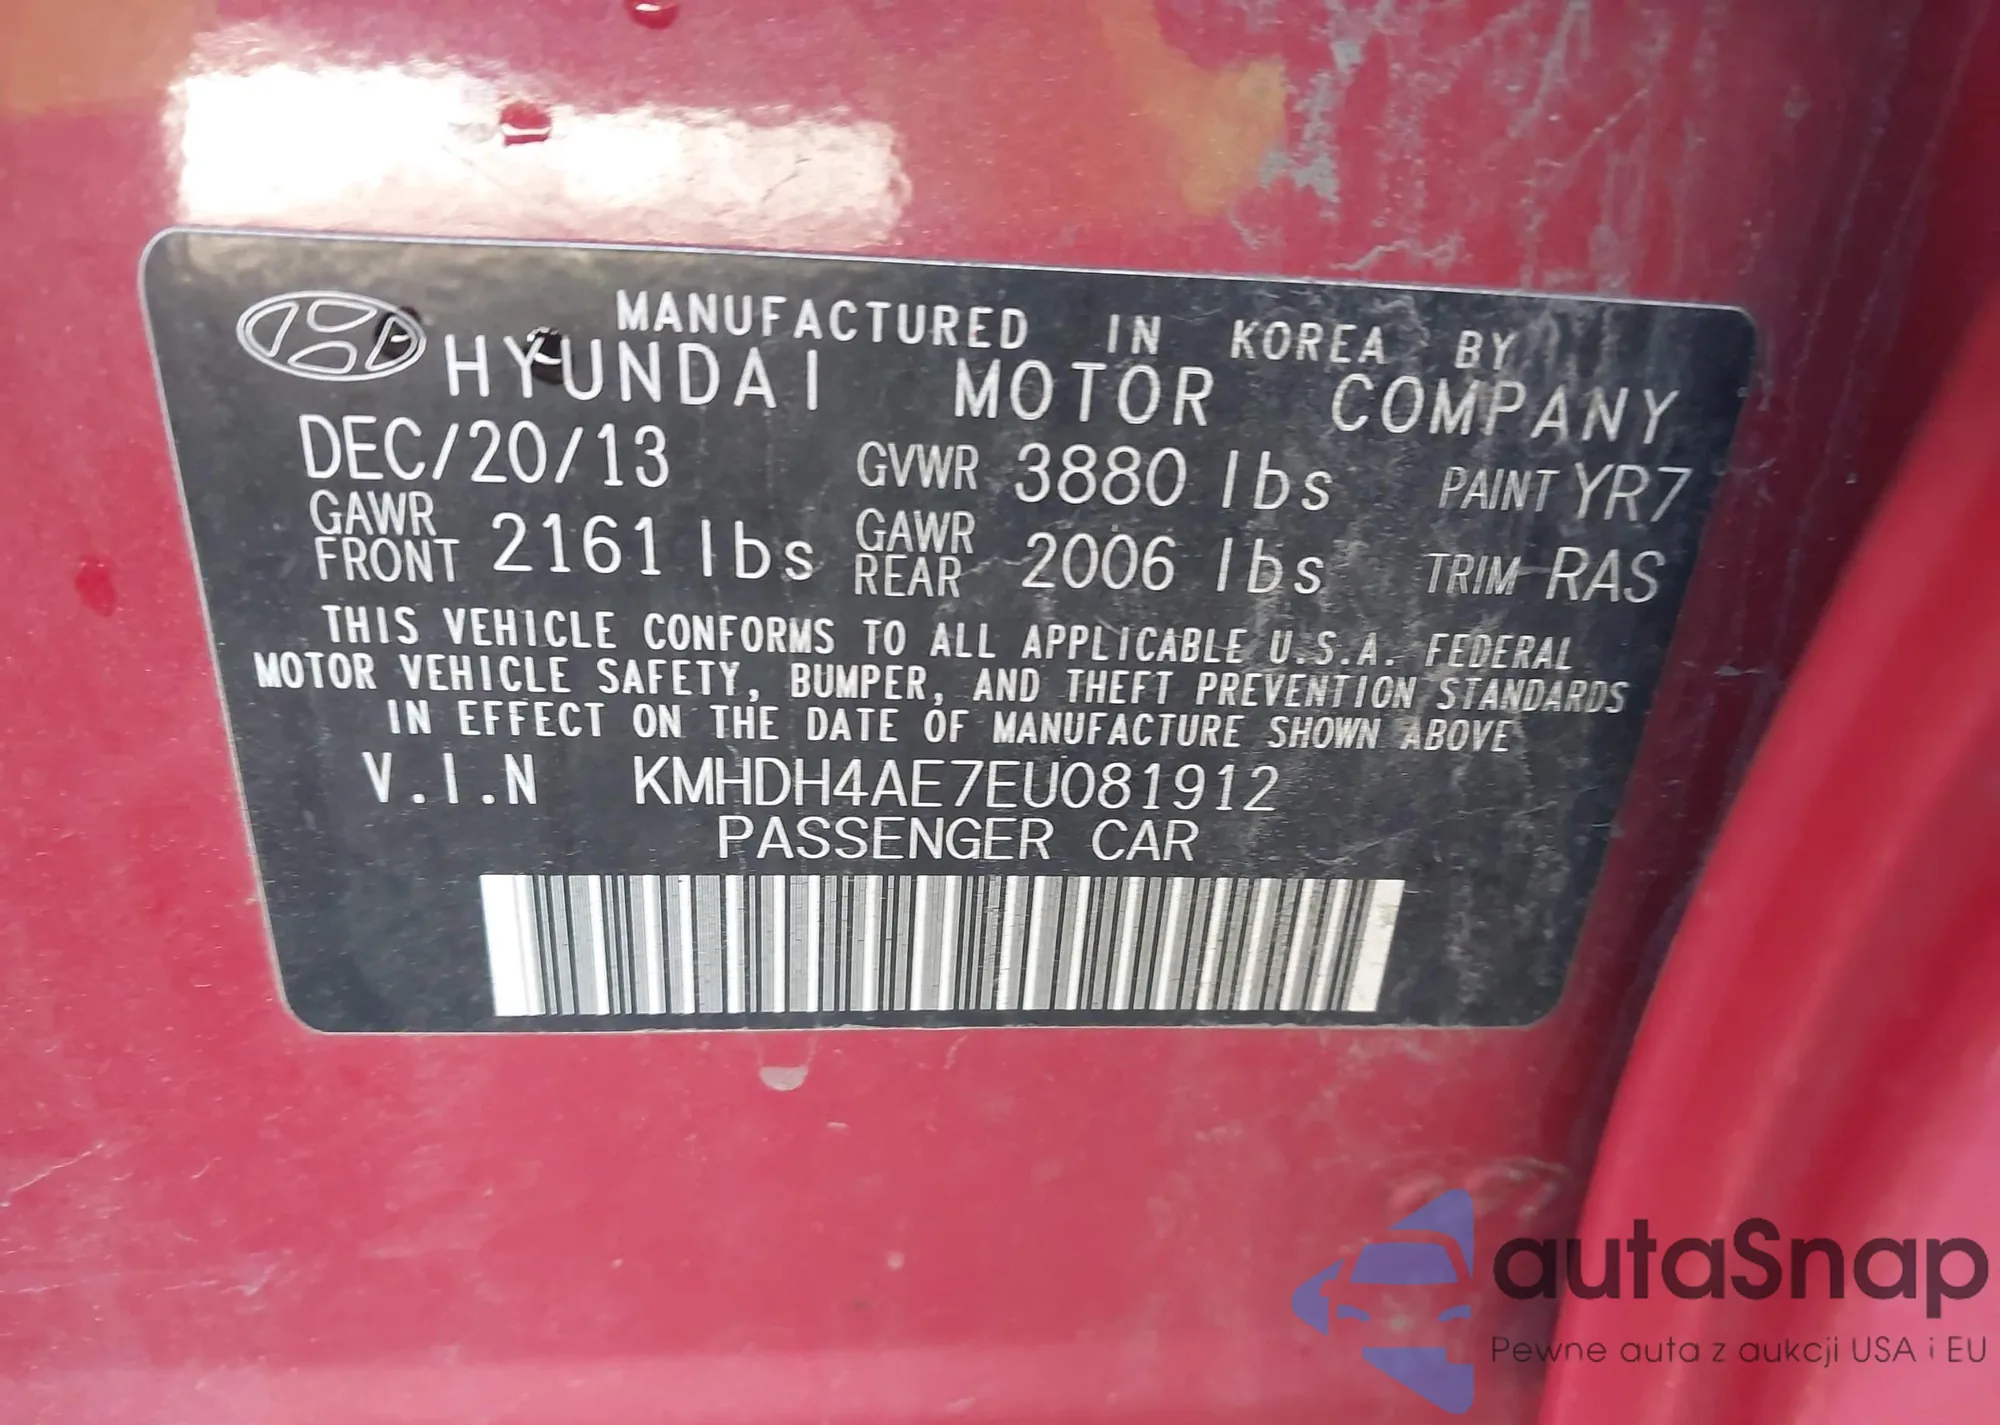 MANUFACTURED IN KOREA BY
HYUNDAI MOTOR COMPANY
DEC/20/13 GVWR 3880 lbs PAINT YR7
GAWR FRONT 2161 lbs GAWR REAR 2006 lbs TRIM RAS
THIS VEHICLE CONFORMS TO ALL APPLICABLE U.S.A. FEDERAL
MOTOR VEHICLE SAFETY, BUMPER, AND THEFT PREVENTION STANDARDS
IN EFFECT ON THE DATE OF MANUFACTURE SHOWN ABOVE
V.I.N KMHDH4AE7EU081912
PASSENGER CAR
autaSnap
Pewne auta z aukcji USA i EU